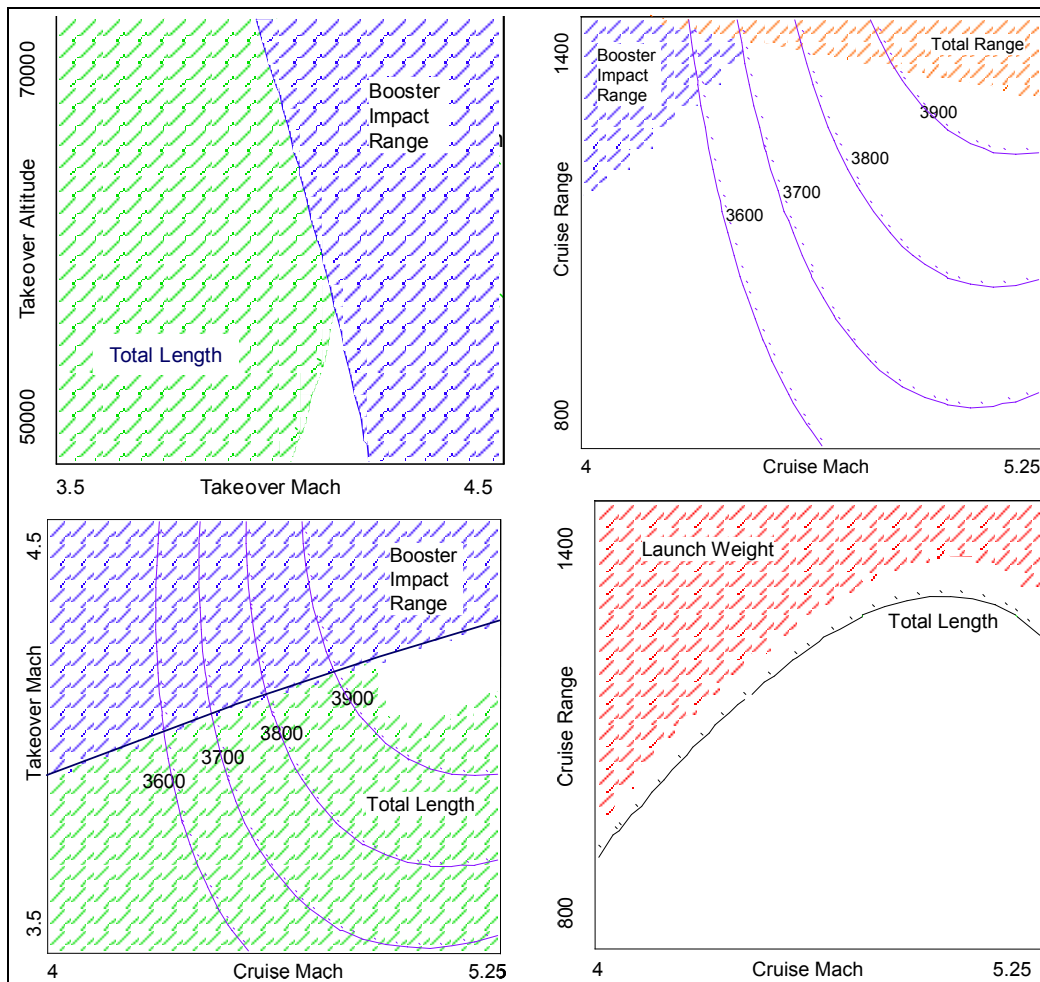 70000
Takeover Altitude
50000
Booster
Impact
Range
Total Length
3.5
Takeover Mach
4.5
1400
Cruise Range
800
Booster
Impact
Range
Total Range
3900
3800
3700
3600
4
Cruise Mach
5.25
4.5
Takeover Mach
3.5
Booster
Impact
Range
3900
3800
3700
3600
Total Length
4
Cruise Mach
5.25
1400
Cruise Range
800
Launch Weight
Total Length
4
Cruise Mach
5.25